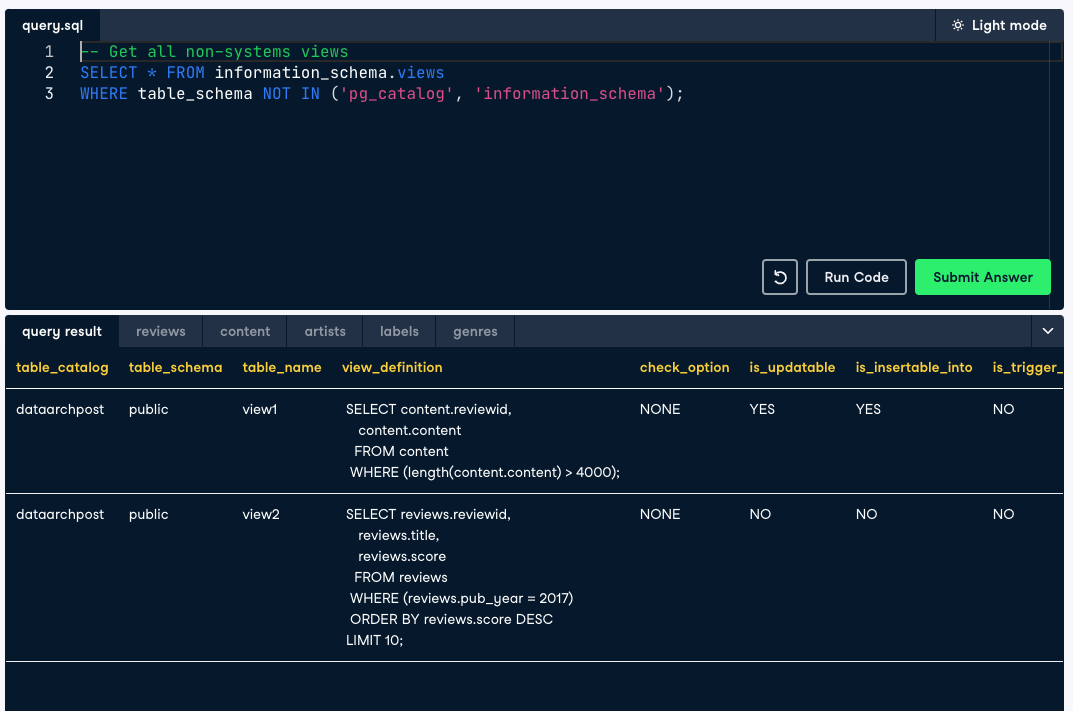 query.sql
Light mode
1 -- Get all non-systems views
2 SELECT * FROM information_schema.views
3 WHERE table_schema NOT IN ('pg_catalog', 'information_schema');
Run Code
Submit Answer
query result reviews content artists labels genres
table_catalog table_schema table_name view_definition check_option is_updatable is_insertable_into is_trigger_
dataarchpost public view1 SELECT content.reviewid, NONE YES YES NO
content.content
FROM content
WHERE (length(content.content) > 4000);
dataarchpost public view2 SELECT reviews.reviewid, NONE NO NO NO
reviews.title,
reviews.score
FROM reviews
WHERE (reviews.pub_year = 2017)
ORDER BY reviews.score DESC
LIMIT 10;